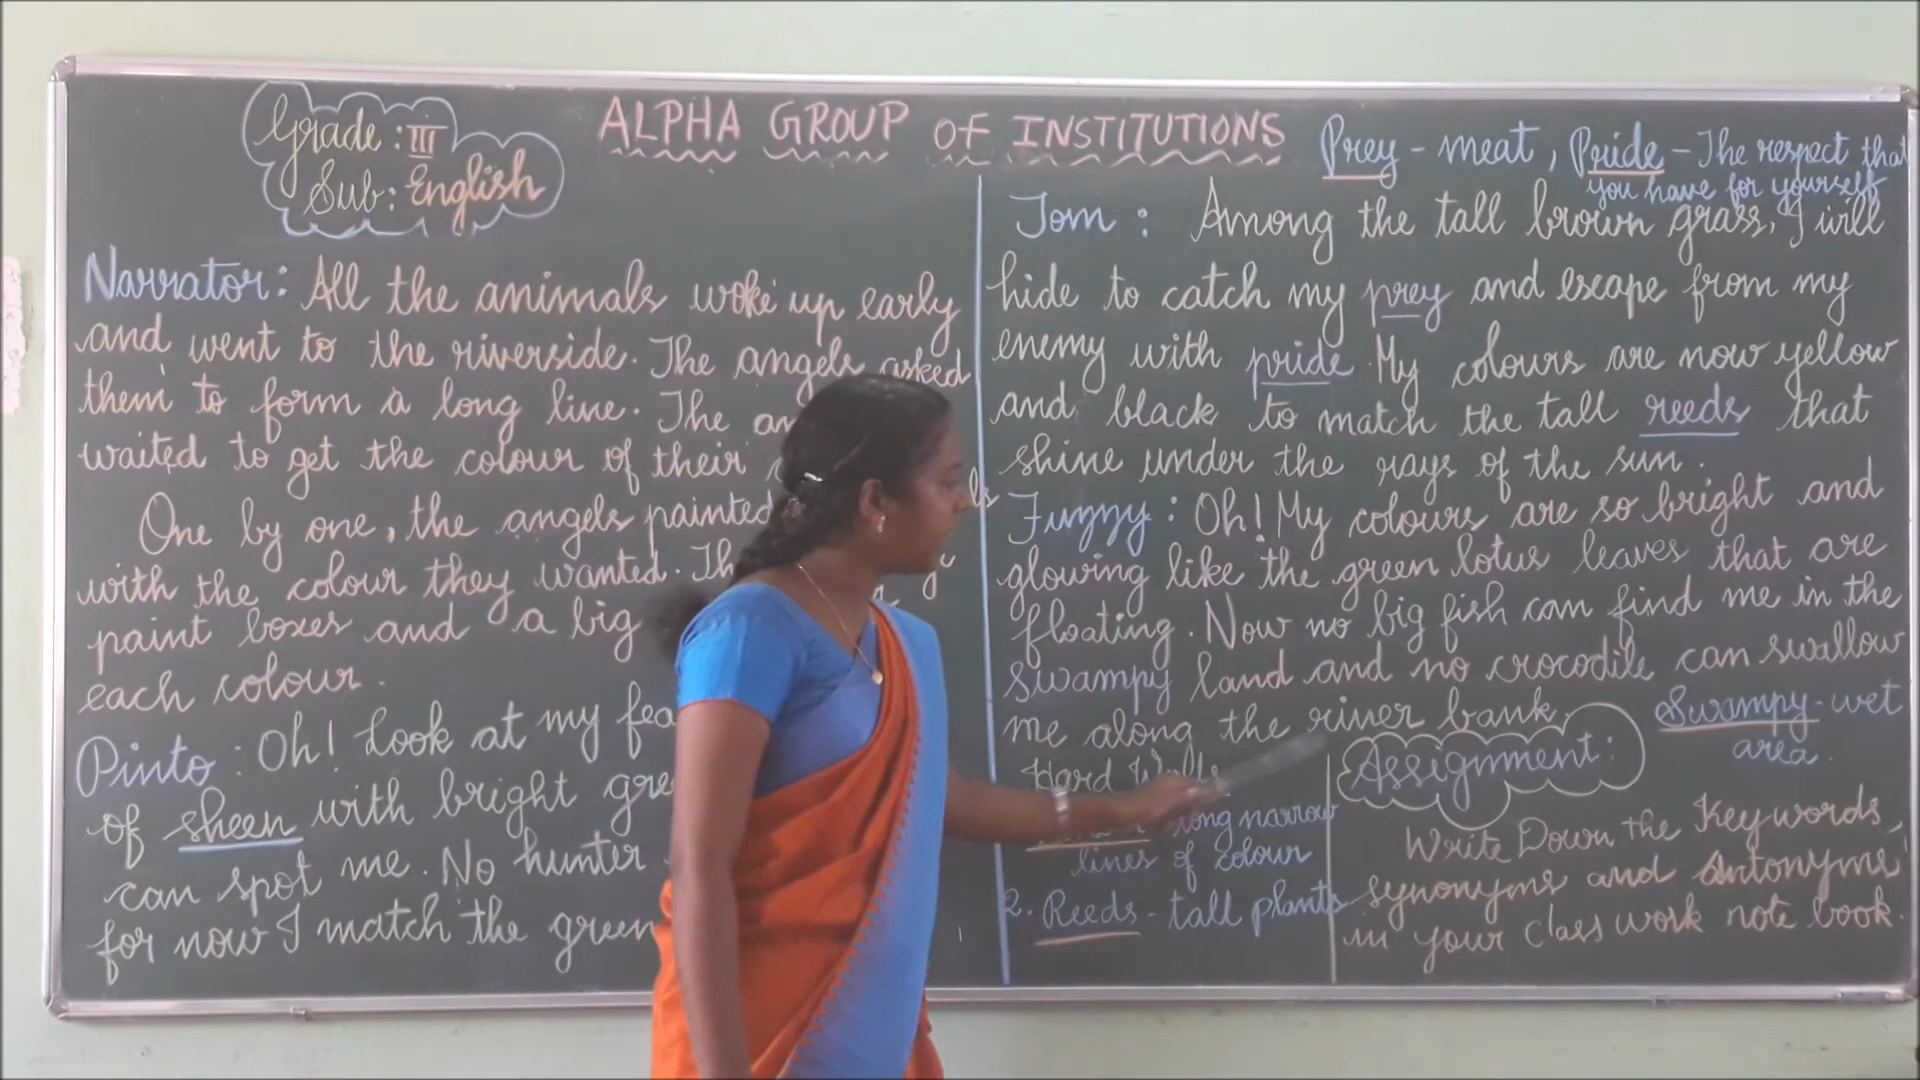 Grade : III
Sub : English
ALPHA GROUP OF INSTITUTIONS
Prey - meat, Pride - The respect that
you have for yourself
Narrator : All the animals woke up early
and went to the riverside. The angels asked
them to form a long line. The
waited to get the colour of their
One by one, the angels painted
with the colour they wanted.
paint boxes and a big
each colour.
Pinto : Oh! Look at my
of sheen with bright
can spot me. No hunter
for now I match the green
Tom : Among the tall brown grass, I will
hide to catch my prey and escape from my
enemy with pride. My colours are now yellow
and black to match the tall reeds that
shine under the rays of the sun.
Fuzzy : Oh! My colours are so bright and
glowing like the green lotus leaves that are
floating. Now no big fish can find me in the
swampy land and no crocodile can swallow
me along the river bank.
Swampy - wet
area.
Hard
long narrow
lines of colour
2. Reeds - tall plants
Assignment :
Write Down the Keywords,
synonyms and Antonyms
in your class work note book.